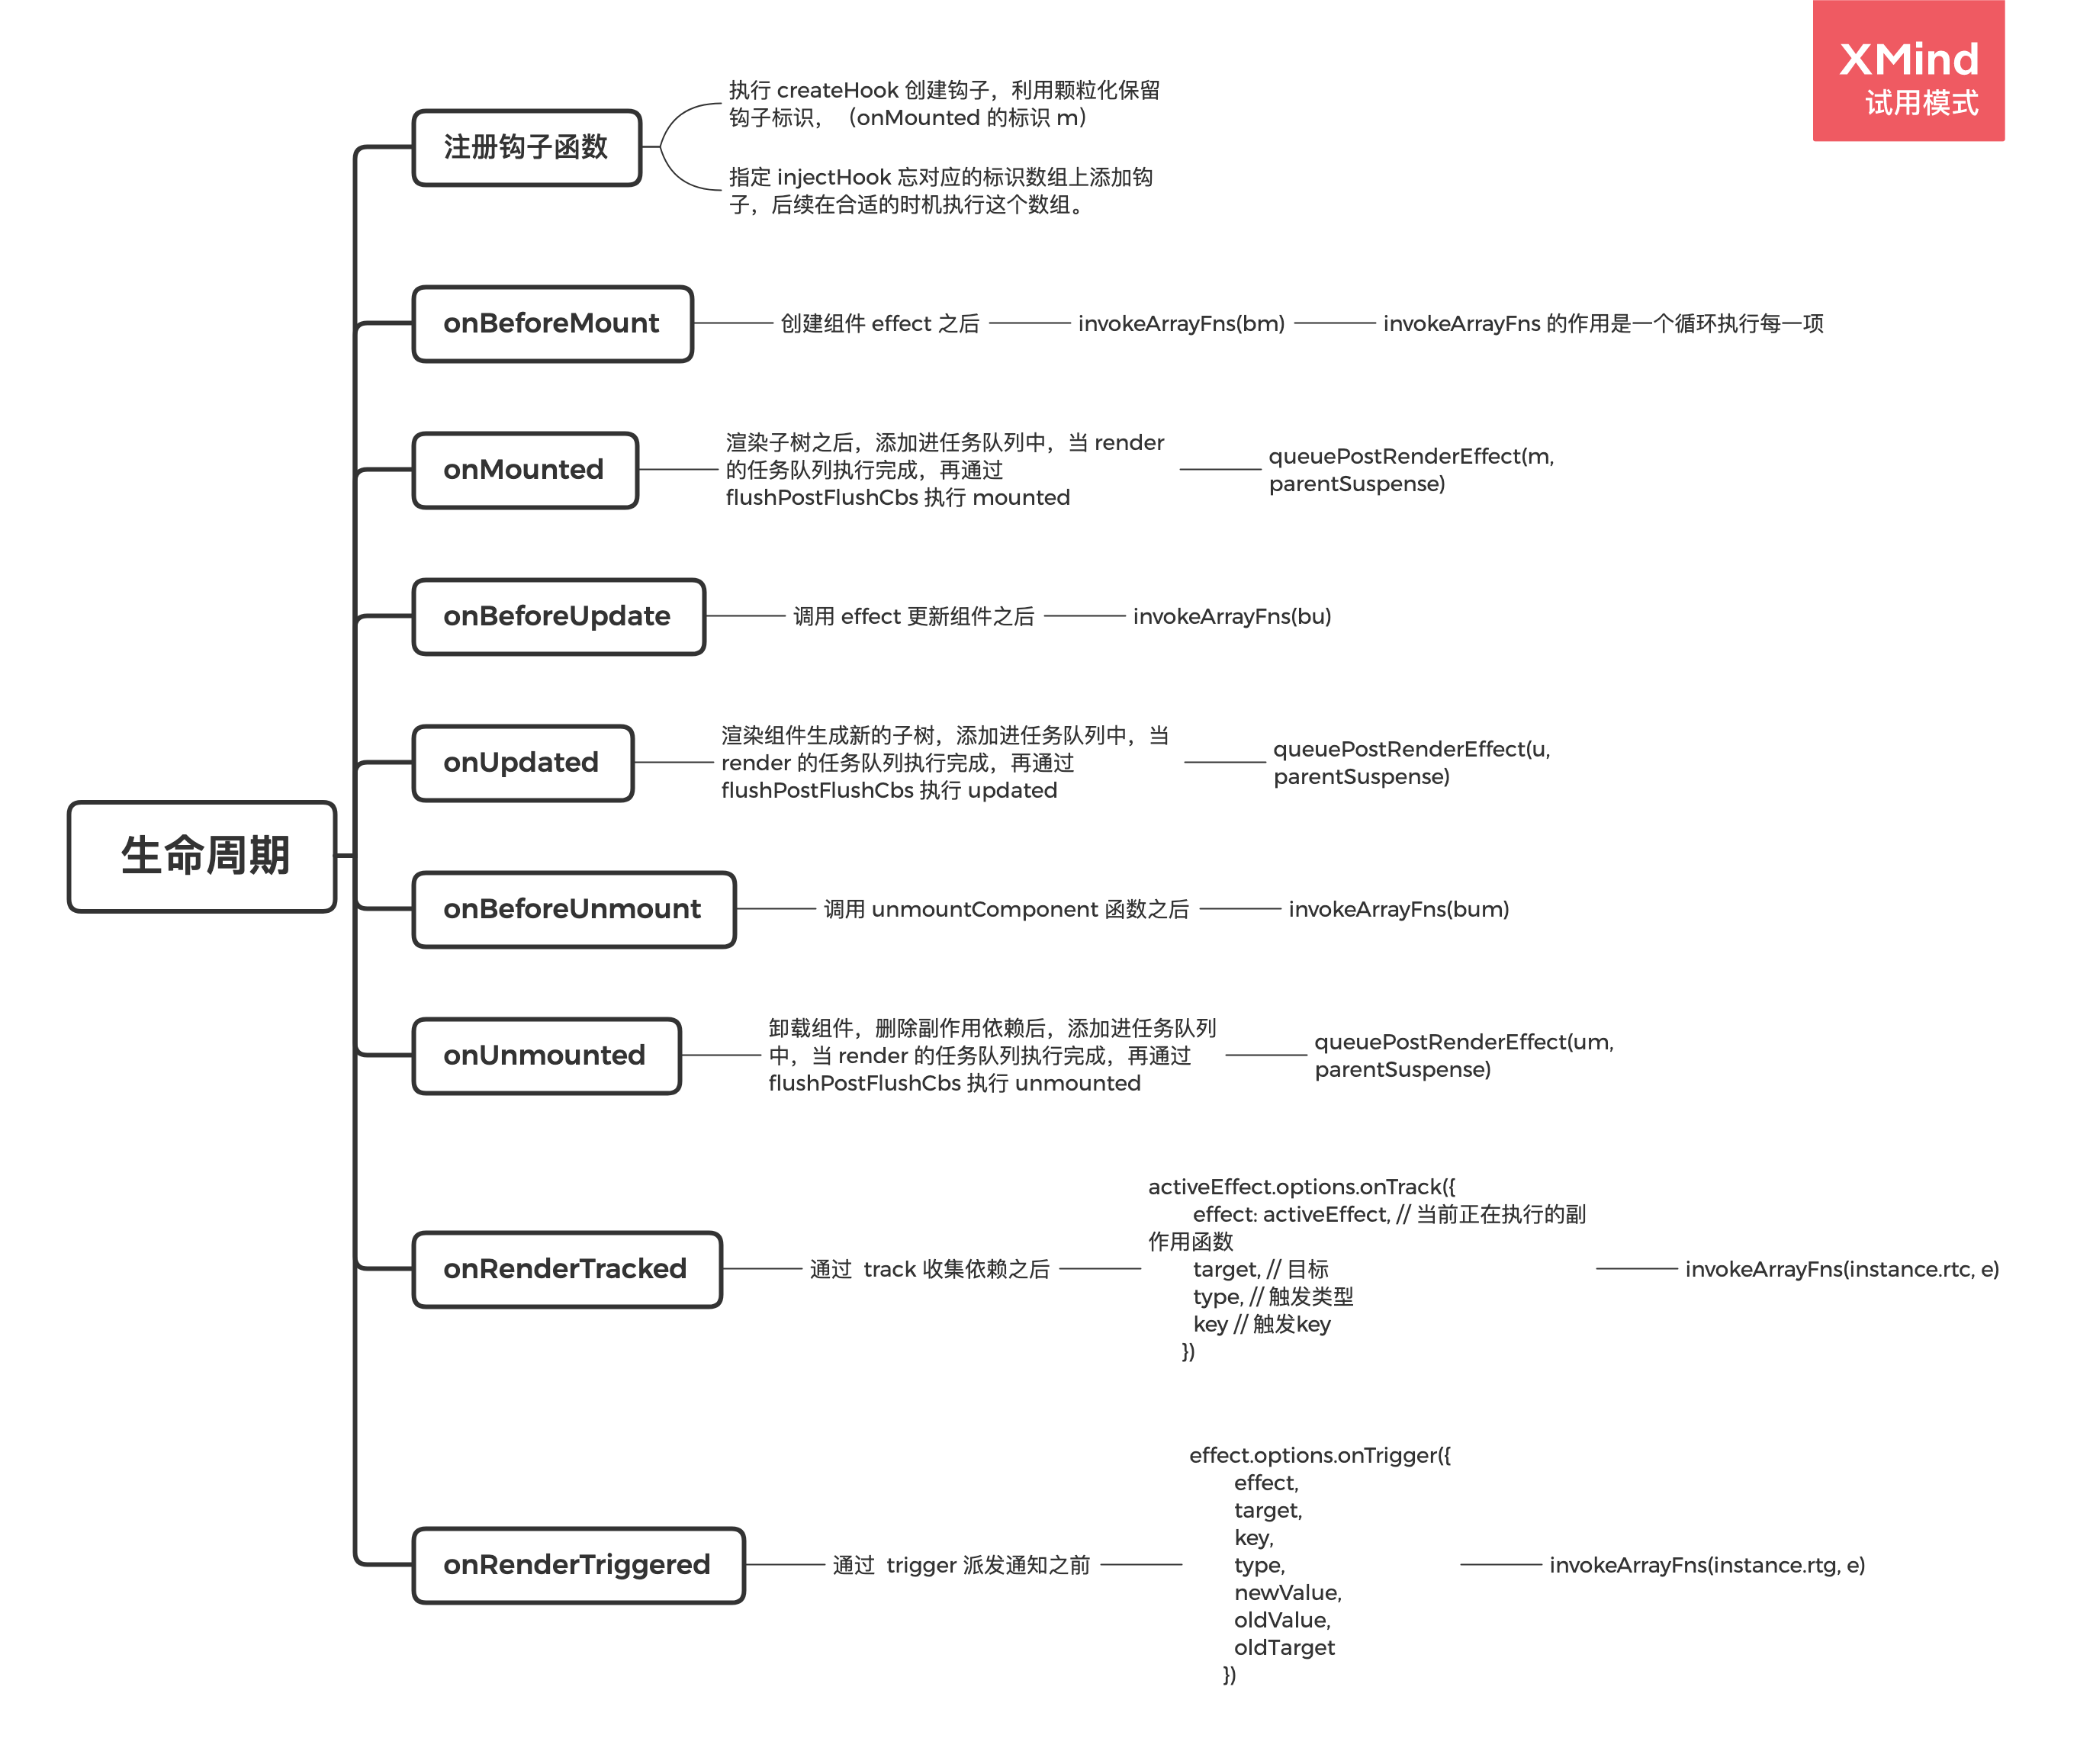 XMind
试用模式
生命周期
注册钩子函数
执行 createHook 创建钩子，利用颗粒化保留
钩子标识，（onMounted 的标识 m）
指定 injectHook 忘对应的标识数组上添加钩
子，后续在合适的时机执行这个数组。
onBeforeMount
创建组件 effect 之后
invokeArrayFns(bm)
invokeArrayFns 的作用是一个循环执行每一项
onMounted
渲染子树之后，添加进任务队列中，当 render
的任务队列执行完成，再通过
flushPostFlushCbs 执行 mounted
queuePostRenderEffect(m,
parentSuspense)
onBeforeUpdate
调用 effect 更新组件之后
invokeArrayFns(bu)
onUpdated
渲染组件生成新的子树，添加进任务队列中，当
render 的任务队列执行完成，再通过
flushPostFlushCbs 执行 updated
queuePostRenderEffect(u,
parentSuspense)
onBeforeUnmount
调用 unmountComponent 函数之后
invokeArrayFns(bum)
onUnmounted
卸载组件，删除副作用依赖后，添加进任务队列
中，当 render 的任务队列执行完成，再通过
flushPostFlushCbs 执行 unmounted
queuePostRenderEffect(um,
parentSuspense)
onRenderTracked
通过  track 收集依赖之后
activeEffect.options.onTrack({
effect: activeEffect, // 当前正在执行的副
作用函数
target, // 目标
type, // 触发类型
key // 触发key
})
invokeArrayFns(instance.rtc, e)
onRenderTriggered
通过  trigger 派发通知之前
effect.options.onTrigger({
effect,
target,
key,
type,
newValue,
oldValue,
oldTarget
})
invokeArrayFns(instance.rtg, e)